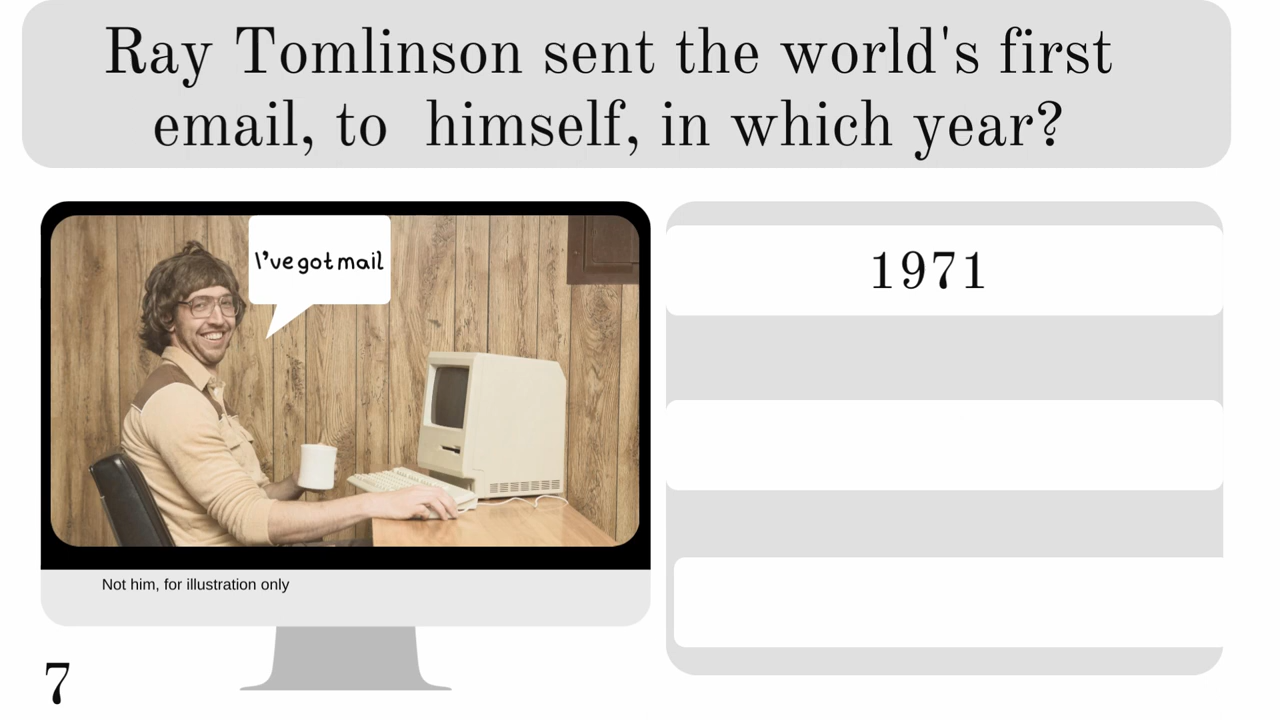 Ray Tomlinson sent the world's first
email, to  himself, in which year?
I've got mail
1971
Not him, for illustration only
7